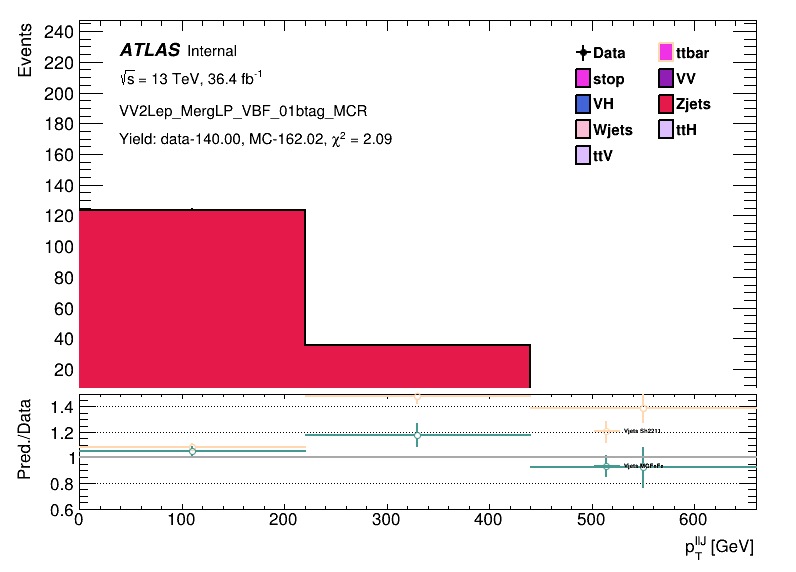 Events
240
220
200
180
160
140
120
100
80
60
40
20
ATLAS Internal
√s = 13 TeV, 36.4 fb⁻¹
VV2Lep_MergLP_VBF_01btag_MCR
Yield: data-140.00, MC-162.02, χ² = 2.09
Data
ttbar
stop
VV
VH
Zjets
Wjets
ttH
ttV
Pred./Data
1.4
1.2
1
0.8
0.6
Vjets Sh2211
Vjets MGFxFx
0 100 200 300 400 500 600
p_T^llJ [GeV]